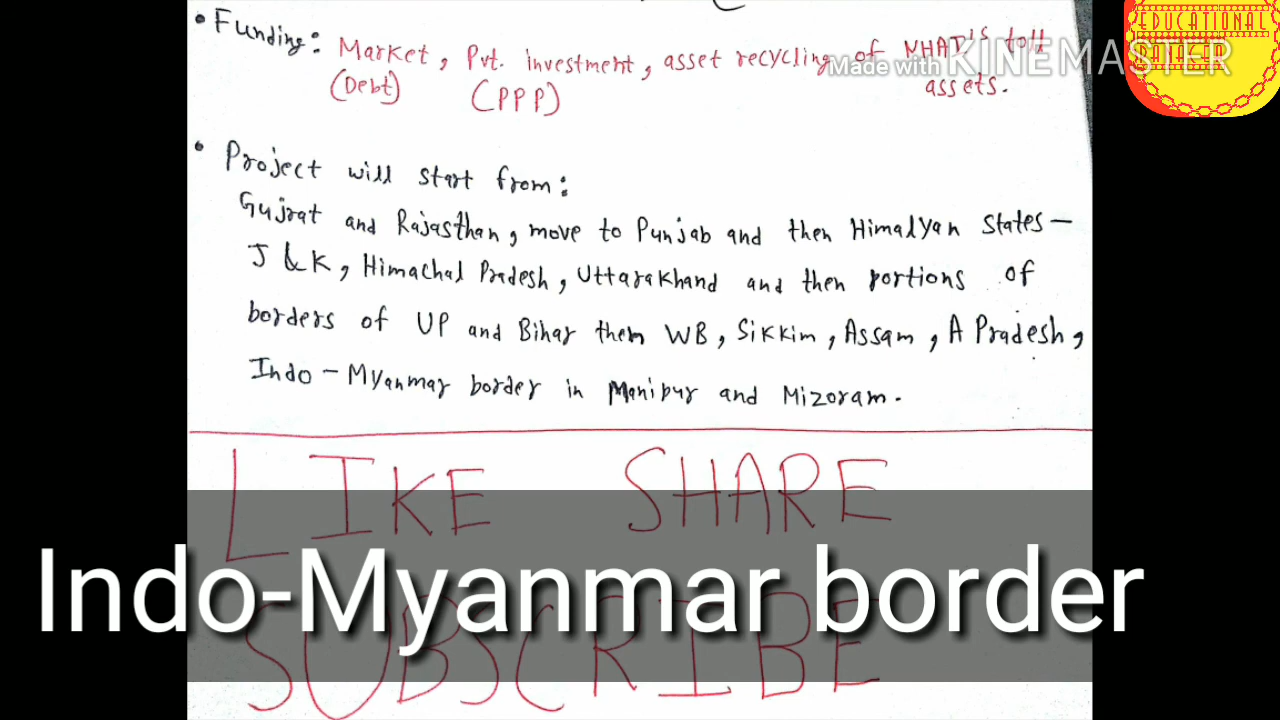 EDUCATIONAL
Made with KINEMASTER
• Funding: Market, Pvt. investment, asset recycling of NHAI's toll
(Debt) (PPP) assets.
• Project will start from:
Gujrat and Rajasthan, move to Punjab and then Himalyan states –
J & K, Himachal Pradesh, Uttarakhand and then portions of
borders of UP and Bihar then WB, Sikkim, Assam, A Pradesh,
Indo - Myanmar border in Manipur and Mizoram.
LIKE SHARE
Indo-Myanmar border
SUBSCRIBE